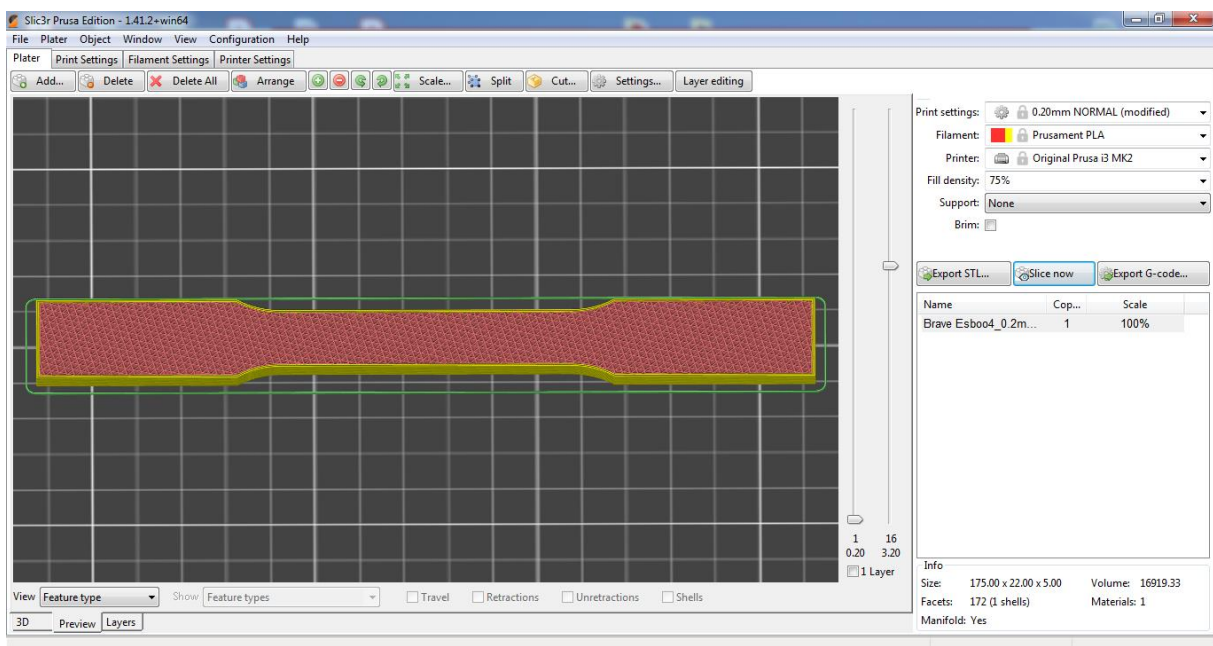 Slic3r Prusa Edition - 1.41.2+win64
File Plater Object Window View Configuration Help
Plater Print Settings Filament Settings Printer Settings
Add... Delete Delete All Arrange Scale... Split Cut... Settings... Layer editing
Print settings: 0.20mm NORMAL (modified)
Filament: Prusament PLA
Printer: Original Prusa i3 MK2
Fill density: 75%
Support: None
Brim:
Export STL... Slice now Export G-code...
Name Cop... Scale
Brave Esboo4_0.2m... 1 100%
1 16
0.20 3.20
1 Layer
Info
Size: 175.00 x 22.00 x 5.00 Volume: 16919.33
Facets: 172 (1 shells) Materials: 1
Manifold: Yes
View Feature type Show Feature types Travel Retractions Unretractions Shells
3D Preview Layers